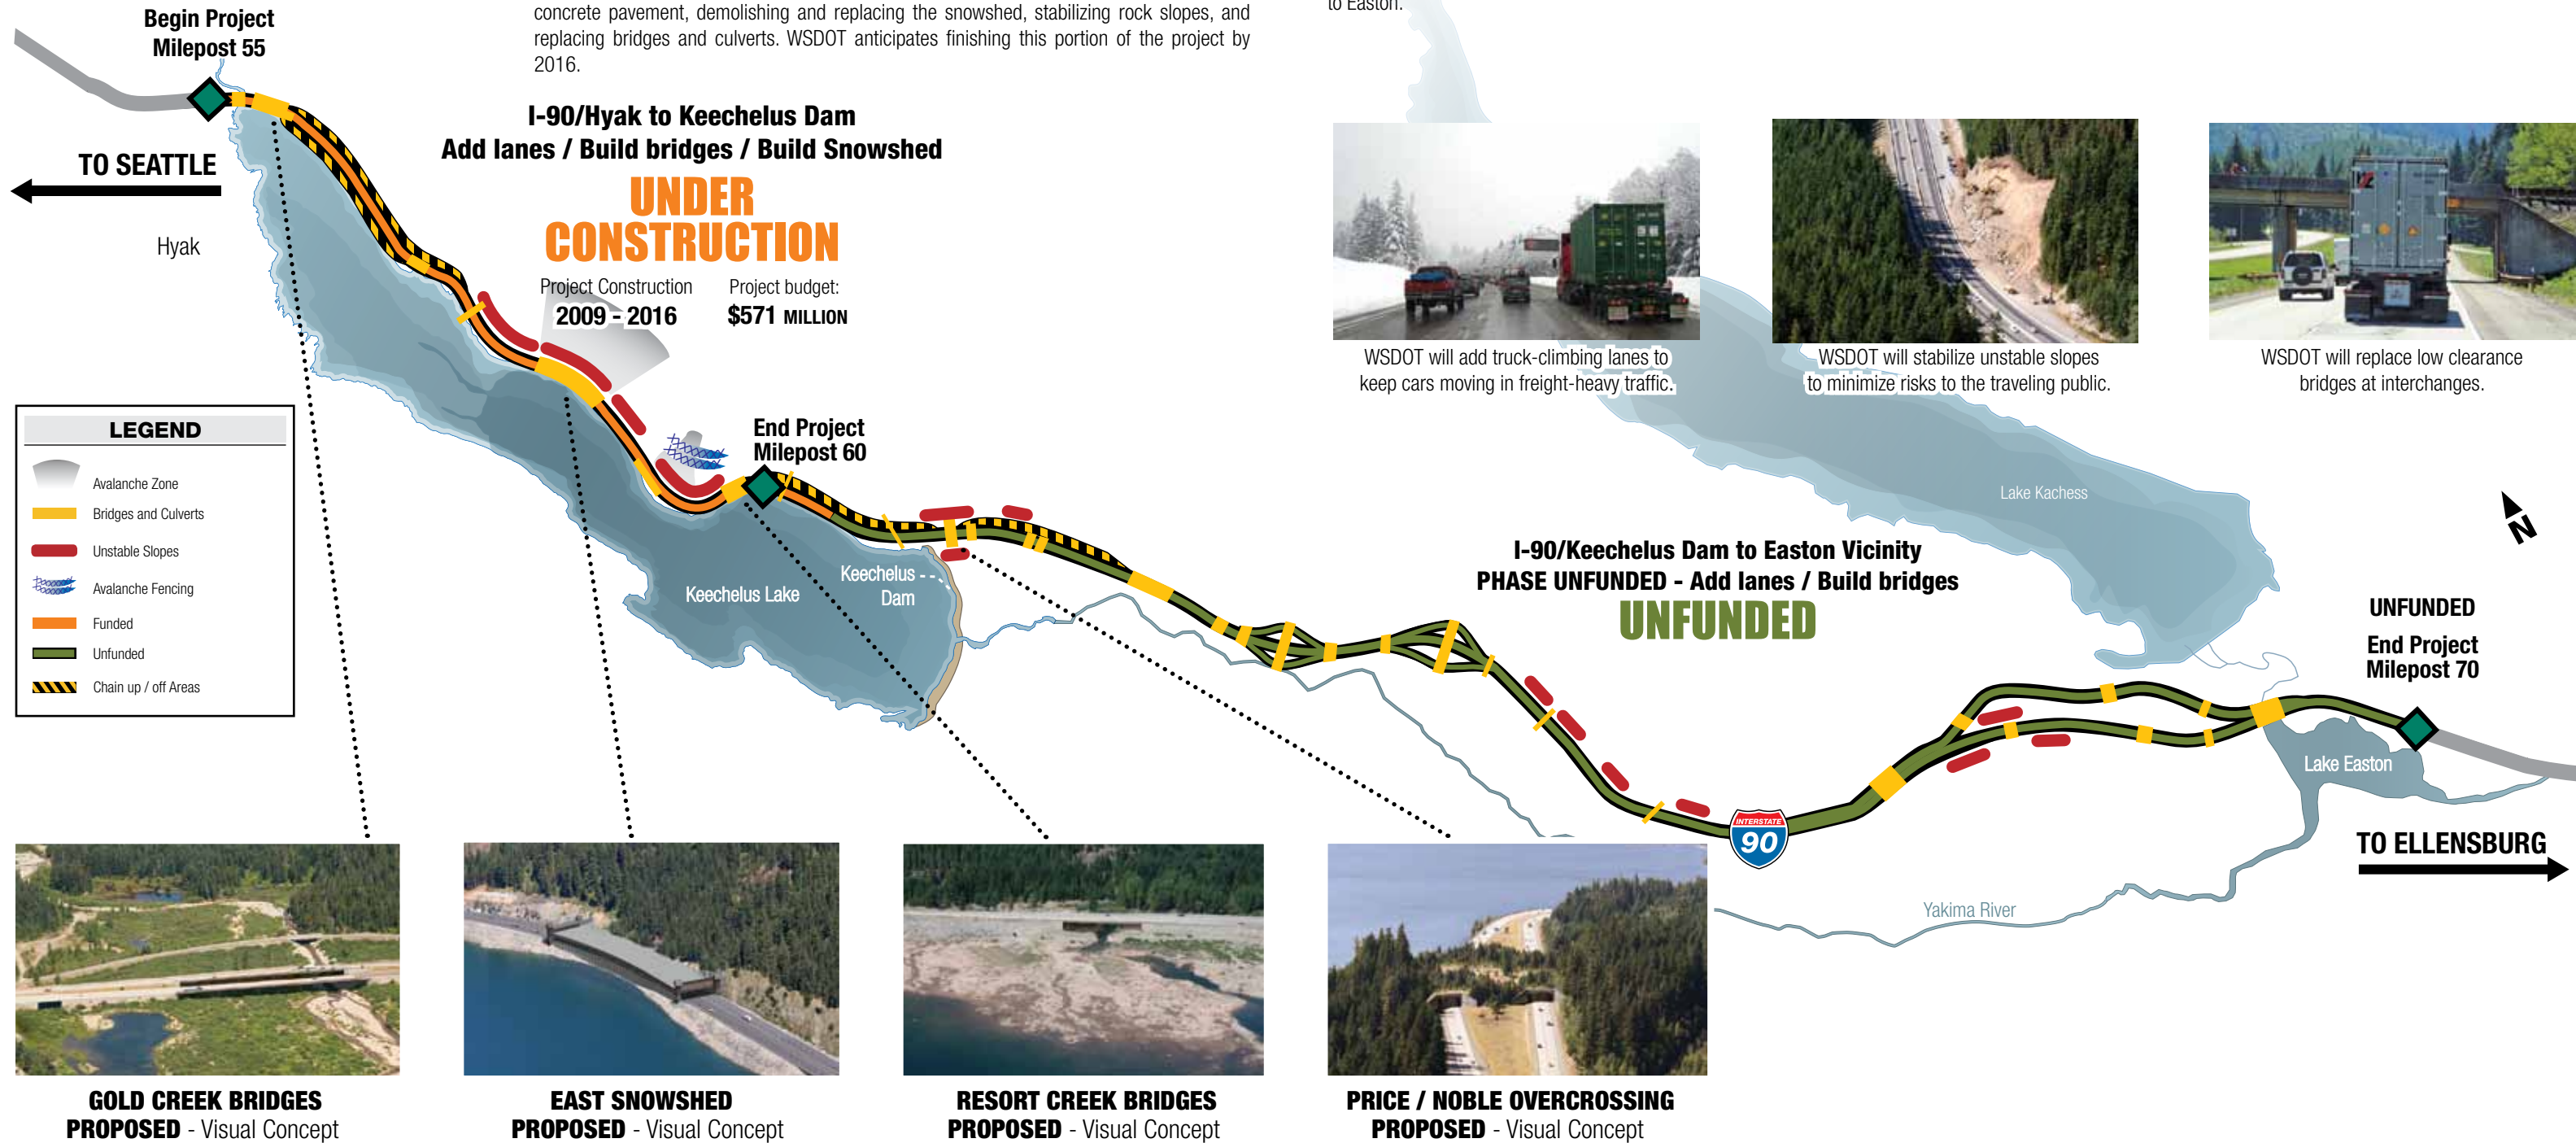 concrete pavement, demolishing and replacing the snowshed, stabilizing rock slopes, and
replacing bridges and culverts. WSDOT anticipates finishing this portion of the project by
2016.
to Easton.
Begin Project
Milepost 55
TO SEATTLE
Hyak
I-90/Hyak to Keechelus Dam
Add lanes / Build bridges / Build Snowshed
UNDER
CONSTRUCTION
Project Construction
2009 - 2016
Project budget:
$571 MILLION
WSDOT will add truck-climbing lanes to
keep cars moving in freight-heavy traffic.
WSDOT will stabilize unstable slopes
to minimize risks to the traveling public.
WSDOT will replace low clearance
bridges at interchanges.
LEGEND
Avalanche Zone
Bridges and Culverts
Unstable Slopes
Avalanche Fencing
Funded
Unfunded
Chain up / off Areas
End Project
Milepost 60
Keechelus Lake
Keechelus
Dam
Lake Kachess
N
I-90/Keechelus Dam to Easton Vicinity
PHASE UNFUNDED - Add lanes / Build bridges
UNFUNDED
UNFUNDED
End Project
Milepost 70
Lake Easton
INTERSTATE
90
TO ELLENSBURG
Yakima River
GOLD CREEK BRIDGES
PROPOSED - Visual Concept
EAST SNOWSHED
PROPOSED - Visual Concept
RESORT CREEK BRIDGES
PROPOSED - Visual Concept
PRICE / NOBLE OVERCROSSING
PROPOSED - Visual Concept